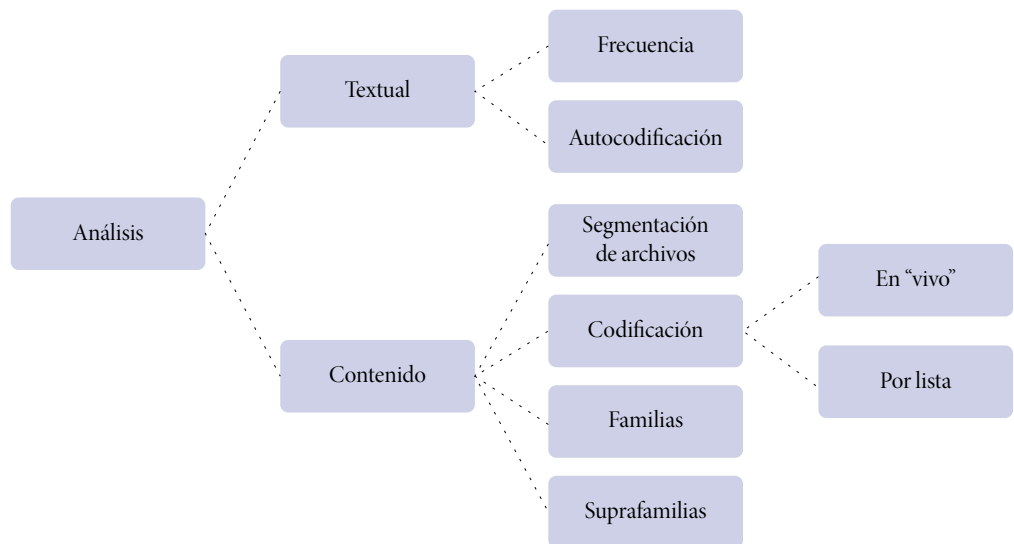 Análisis
Textual
Frecuencia
Autocodificación
Contenido
Segmentación
de archivos
Codificación
En “vivo”
Por lista
Familias
Suprafamilias